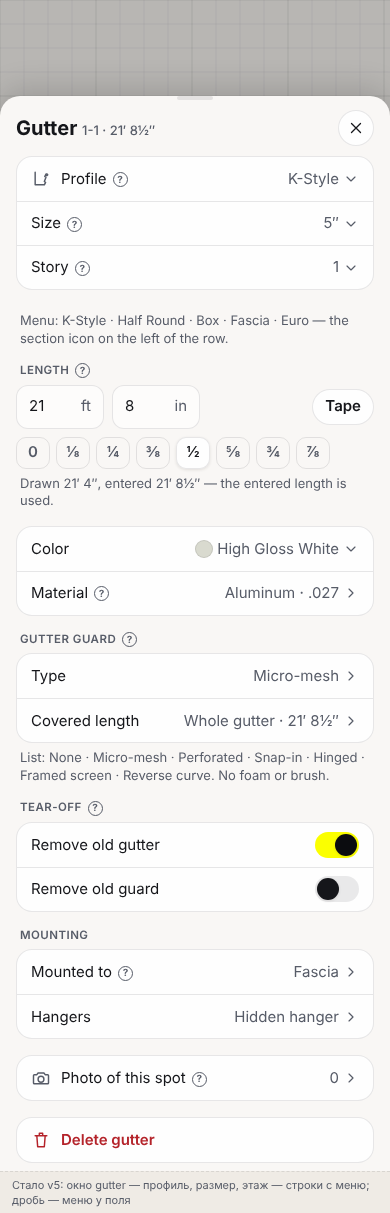 Gutter 1-1 · 21′ 8½″
Profile ? K-Style
Size ? 5″
Story ? 1
Menu: K-Style · Half Round · Box · Fascia · Euro — the
section icon on the left of the row.
LENGTH ?
21 ft 8 in Tape
0 ⅛ ¼ ⅜ ½ ⅝ ¾ ⅞
Drawn 21′ 4″, entered 21′ 8½″ — the entered length is
used.
Color High Gloss White
Material ? Aluminum · .027
GUTTER GUARD ?
Type Micro-mesh
Covered length Whole gutter · 21′ 8½″
List: None · Micro-mesh · Perforated · Snap-in · Hinged ·
Framed screen · Reverse curve. No foam or brush.
TEAR-OFF ?
Remove old gutter
Remove old guard
MOUNTING
Mounted to ? Fascia
Hangers Hidden hanger
Photo of this spot ? 0
Delete gutter
Стало v5: окно gutter — профиль, размер, этаж — строки с меню;
дробь — меню у поля